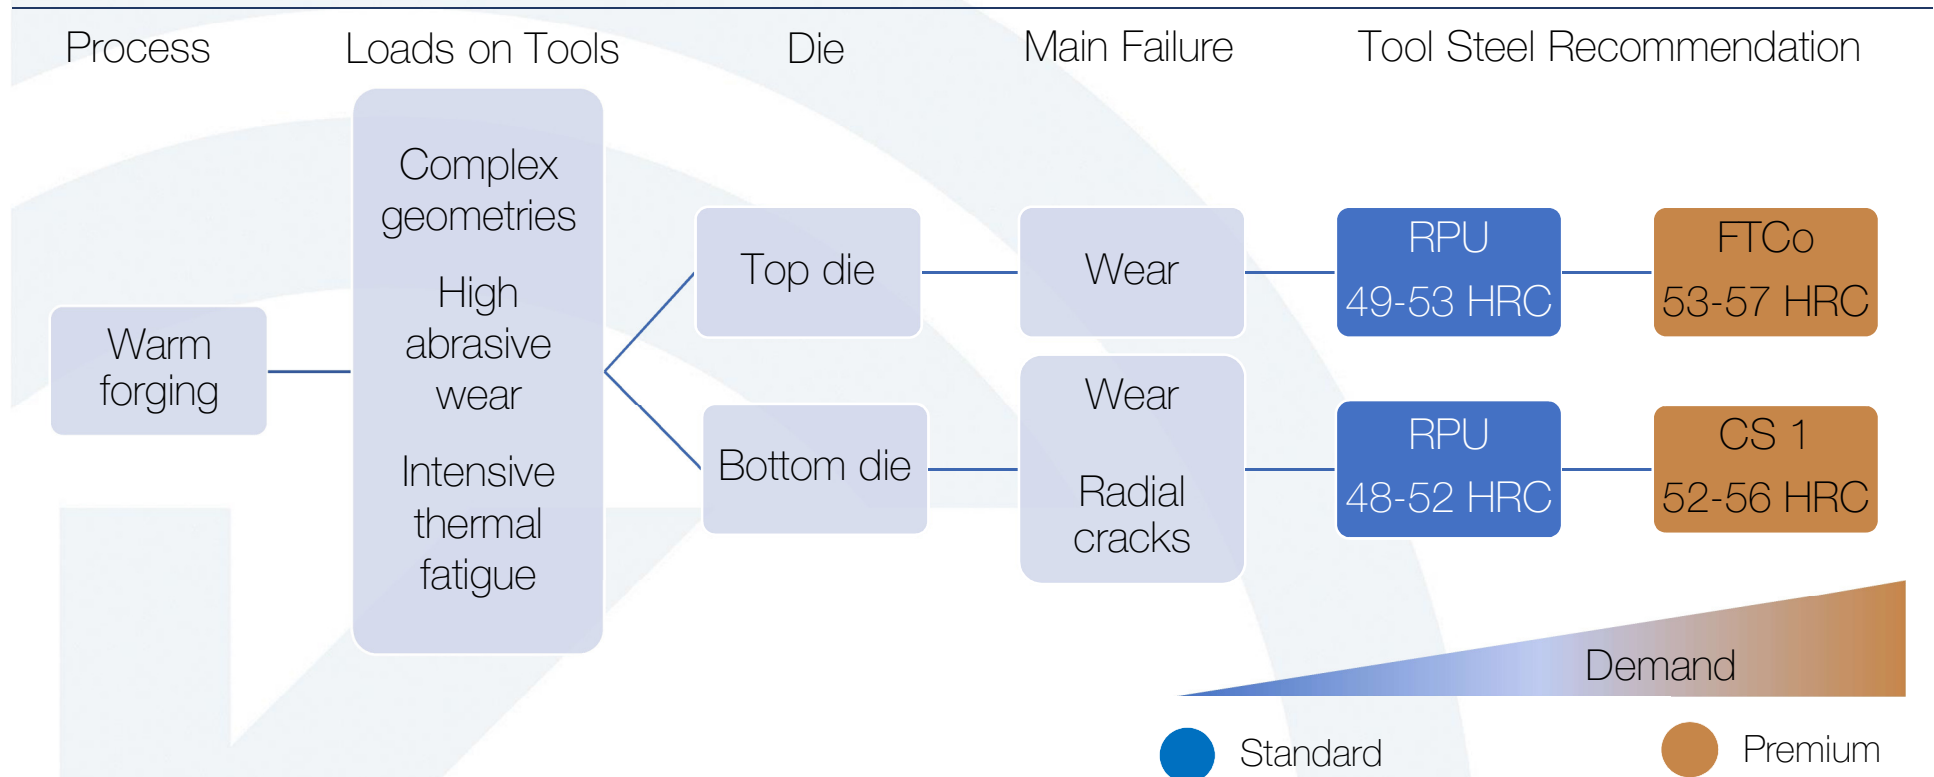 Process
Loads on Tools
Die
Main Failure
Tool Steel Recommendation
Warm
forging
Complex
geometries
High
abrasive
wear
Intensive
thermal
fatigue
Top die
Wear
RPU
49-53 HRC
FTCo
53-57 HRC
Bottom die
Wear
Radial
cracks
RPU
48-52 HRC
CS 1
52-56 HRC
Demand
Standard
Premium